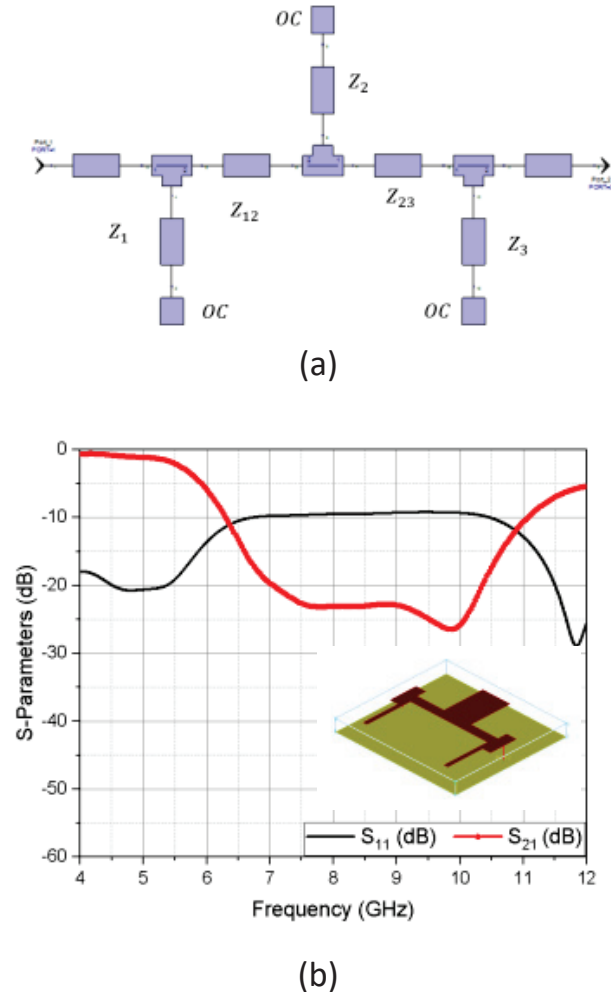 OC
Z₂
Z₁₂
Z₂₃
Z₁
Z₃
OC
OC
(a)
0
-10
-20
-30
-40
-50
-60
S-Parameters (dB)
S₁₁ (dB)
S₂₁ (dB)
4 5 6 7 8 9 10 11 12
Frequency (GHz)
(b)